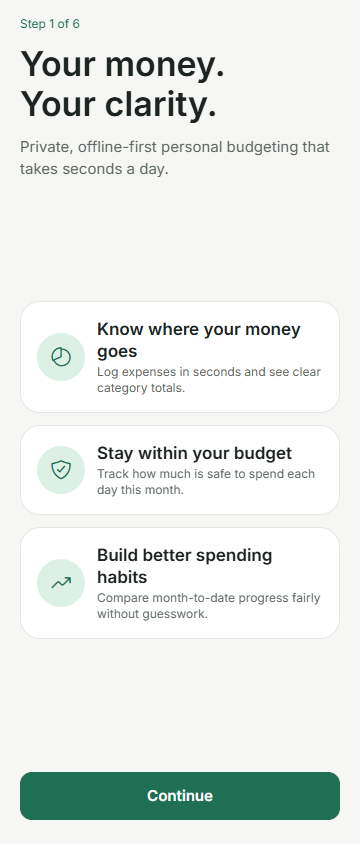 Step 1 of 6
Your money.
Your clarity.
Private, offline-first personal budgeting that
takes seconds a day.
Know where your money
goes
Log expenses in seconds and see clear
category totals.
Stay within your budget
Track how much is safe to spend each
day this month.
Build better spending
habits
Compare month-to-date progress fairly
without guesswork.
Continue